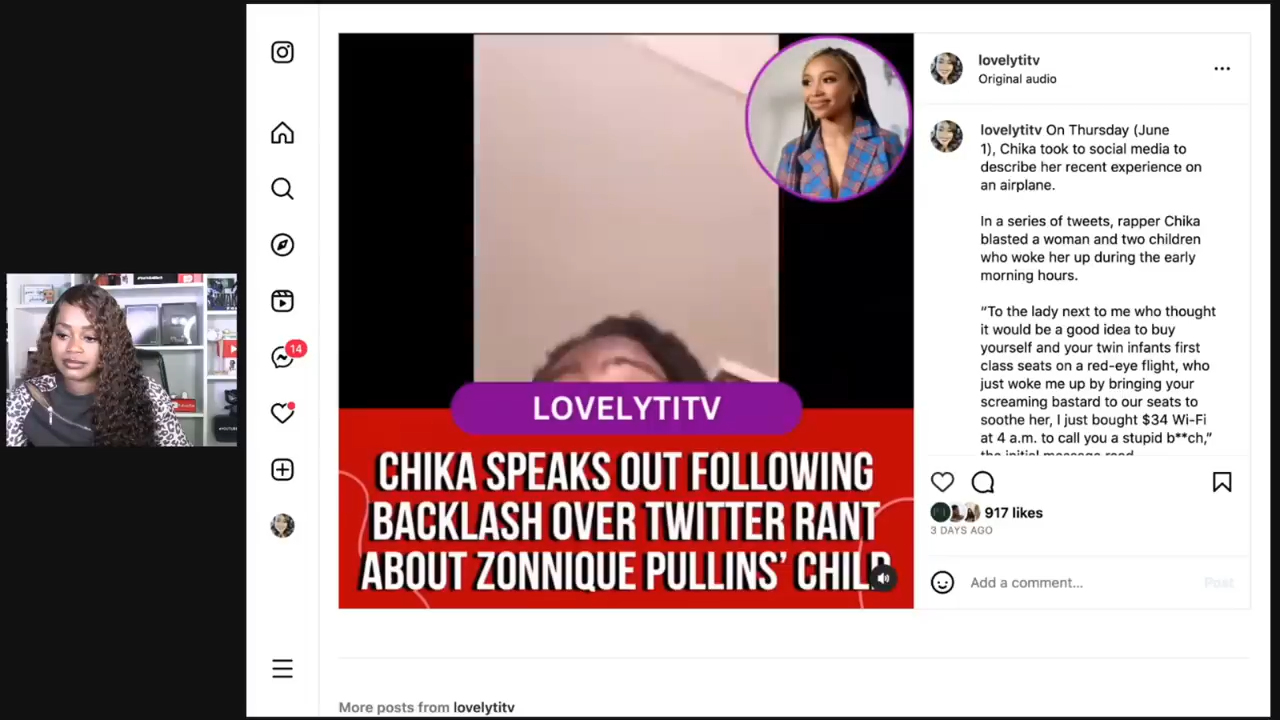 lovelytitv
Original audio
lovelytitv On Thursday (June
1), Chika took to social media to
describe her recent experience on
an airplane.
In a series of tweets, rapper Chika
blasted a woman and two children
who woke her up during the early
morning hours.
“To the lady next to me who thought
it would be a good idea to buy
yourself and your twin infants first
class seats on a red-eye flight, who
just woke me up by bringing your
screaming bastard to our seats to
soothe her, I just bought $34 Wi-Fi
at 4 a.m. to call you a stupid b**ch,”
the initial message read
14
LOVELYTITV
CHIKA SPEAKS OUT FOLLOWING
BACKLASH OVER TWITTER RANT
ABOUT ZONNIQUE PULLINS’ CHILD
917 likes
3 DAYS AGO
Add a comment...
Post
More posts from lovelytitv